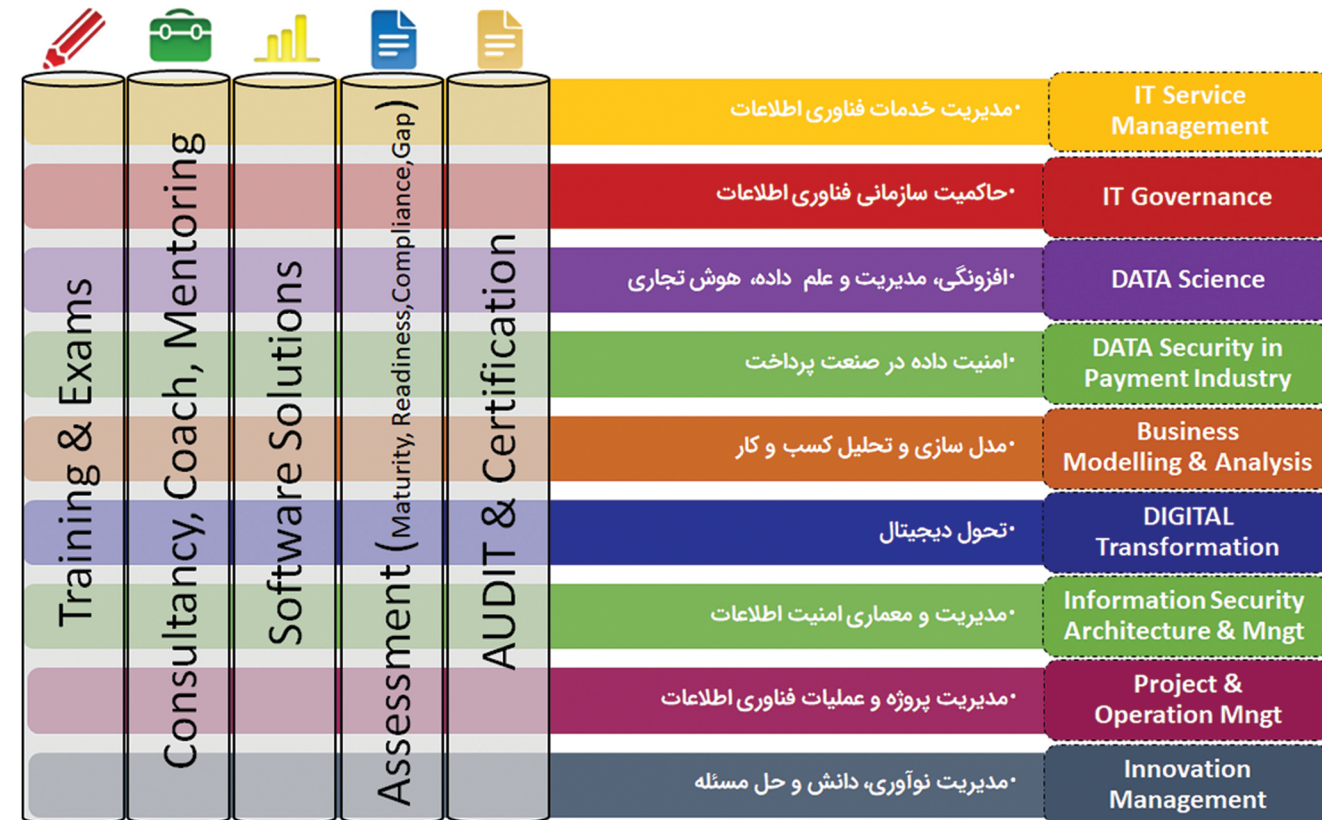 Training & Exams
Consultancy, Coach, Mentoring
Software Solutions
Assessment (Maturity, Readiness,Compliance,Gap)
AUDIT & Certification
IT Service
Management
•مدیریت خدمات فناوری اطلاعات
IT Governance
•حاکمیت سازمانی فناوری اطلاعات
DATA Science
•افزونگی، مدیریت و علم داده، هوش تجاری
DATA Security in
Payment Industry
•امنیت داده در صنعت پرداخت
Business
Modelling & Analysis
•مدل سازی و تحلیل کسب و کار
DIGITAL
Transformation
•تحول دیجیتال
Information Security
Architecture & Mngt
•مدیریت و معماری امنیت اطلاعات
Project &
Operation Mngt
•مدیریت پروژه و عملیات فناوری اطلاعات
Innovation
Management
•مدیریت نوآوری، دانش و حل مسئله